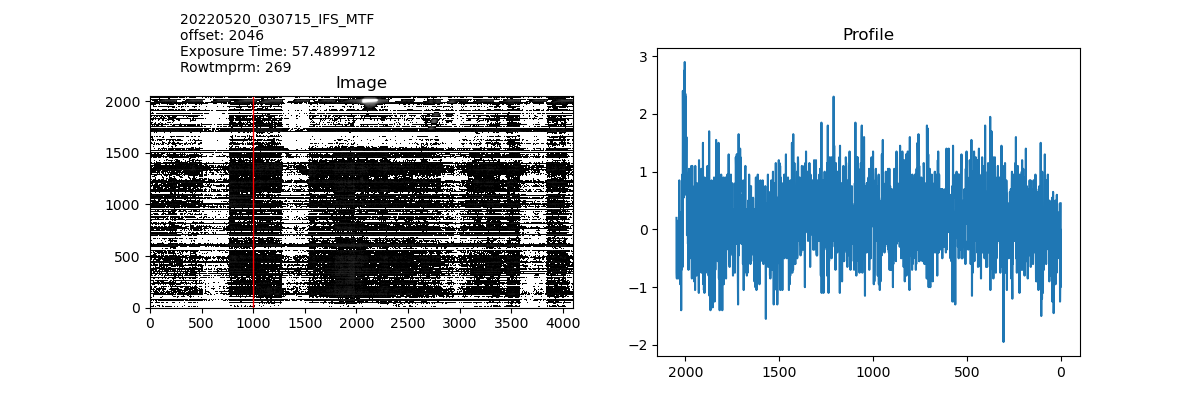 20220520_030715_IFS_MTF
offset: 2046
Exposure Time: 57.4899712
Rowtmprm: 269
Image
2000
1500
1000
500
0
0 500 1000 1500 2000 2500 3000 3500 4000
Profile
3
2
1
0
−1
−2
2000 1500 1000 500 0